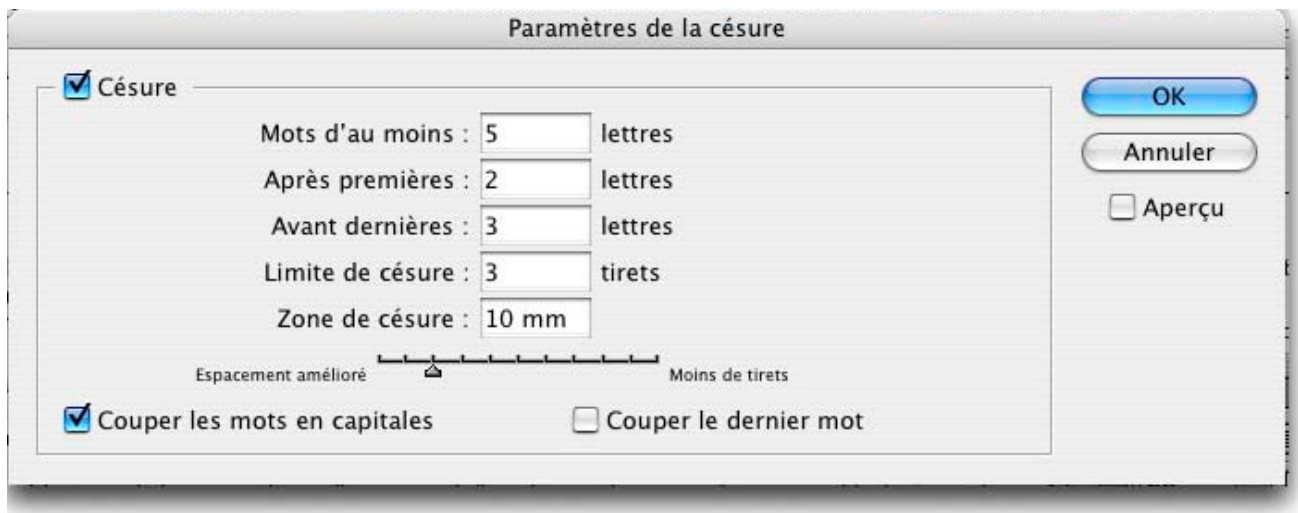 Paramètres de la césure
Césure
Mots d'au moins : 5 lettres
Après premières : 2 lettres
Avant dernières : 3 lettres
Limite de césure : 3 tirets
Zone de césure : 10 mm
Espacement amélioré Moins de tirets
Couper les mots en capitales Couper le dernier mot
OK
Annuler
Aperçu